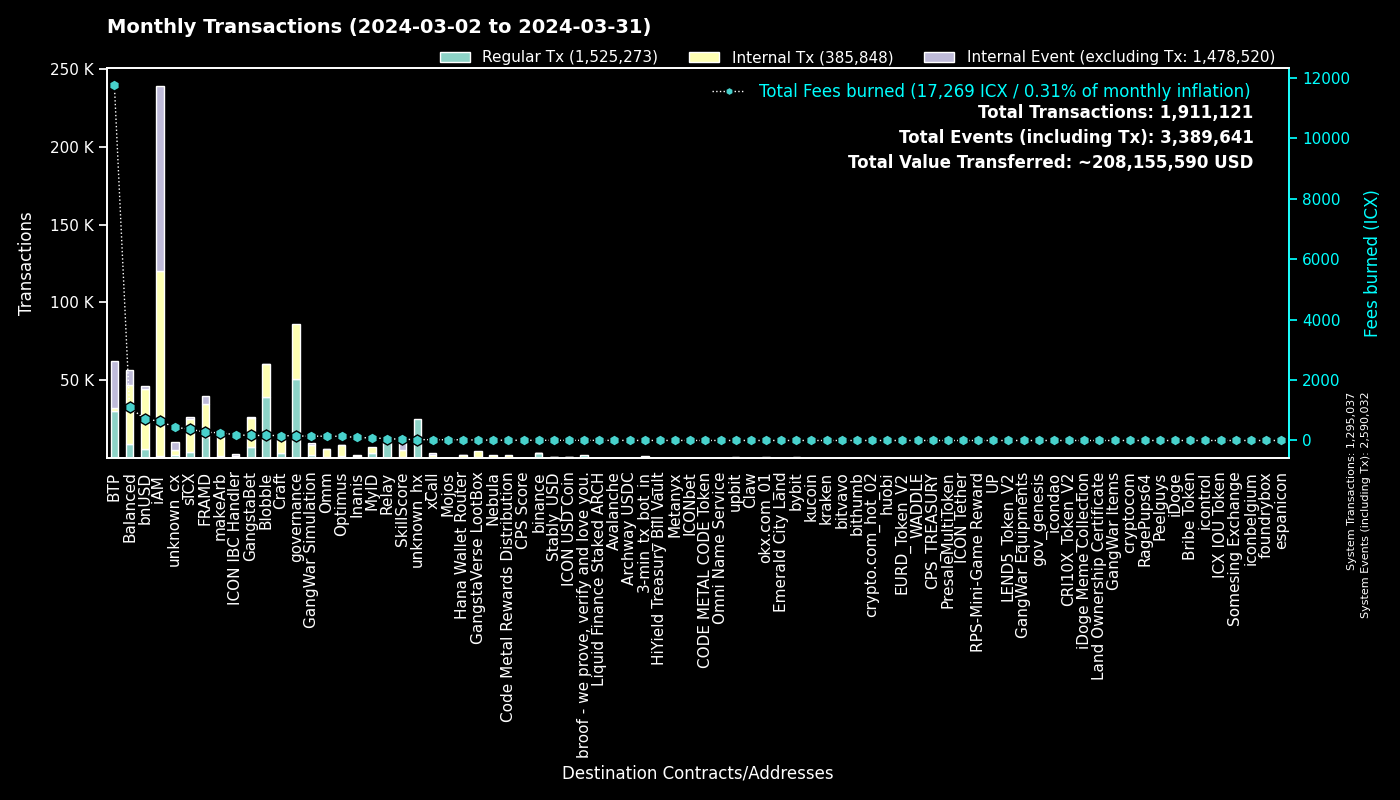 Monthly Transactions (2024-03-02 to 2024-03-31)
Regular Tx (1,525,273)
Internal Tx (385,848)
Internal Event (excluding Tx: 1,478,520)
Total Fees burned (17,269 ICX / 0.31% of monthly inflation)
Total Transactions: 1,911,121
Total Events (including Tx): 3,389,641
Total Value Transferred: ~208,155,590 USD
Transactions
250 K
200 K
150 K
100 K
50 K
12000
10000
8000
6000
4000
2000
0
Fees burned (ICX)
System Transactions: 1,295,037
System Events (including Tx): 2,590,032
BTP
Balanced
bnUSD
iAM
unknown_cx
sICX
FRAMD
makeArb
ICON IBC Handler
GangstaBet
Blobble
Craft
governance
GangWar Simulation
Omm
Optimus
Inanis
MyID
Relay
SkillScore
unknown_hx
xCall
Mojos
Hana Wallet Router
GangstaVerse LootBox
Nebula
Code Metal Rewards Distribution
CPS Score
binance
Stably_USD
ICON USD Coin
broof - we prove, verify and love you.
Liquid Finance Staked ARCH
Avalanche
Archway USDC
3-min_tx_bot_in
HiYield Treasury Bill Vault
Metanyx
ICONbet
CODE METAL CODE Token
Omni Name Service
upbit
Claw
okx.com_01
Emerald City Land
bybit
kucoin
kraken
bitvavo
bithumb
crypto.com_hot_02
huobi
EURD_Token_V2
WADDLE
CPS_TREASURY
PresaleMultiToken
ICON Tether
RPS-Mini-Game Reward
UP
LEND5_Token_V2
GangWar Equipments
gov_genesis
iconodao
CRI10X_Token_V2
iDoge Meme Collection
Land Ownership Certificate
GangWar Items
cryptocom
RagePups64
Peelguys
iDoge
Bribe Token
icontrol
ICX IOU Token
Somesing Exchange
iconbelgium
foundrybox
espanicon
Destination Contracts/Addresses